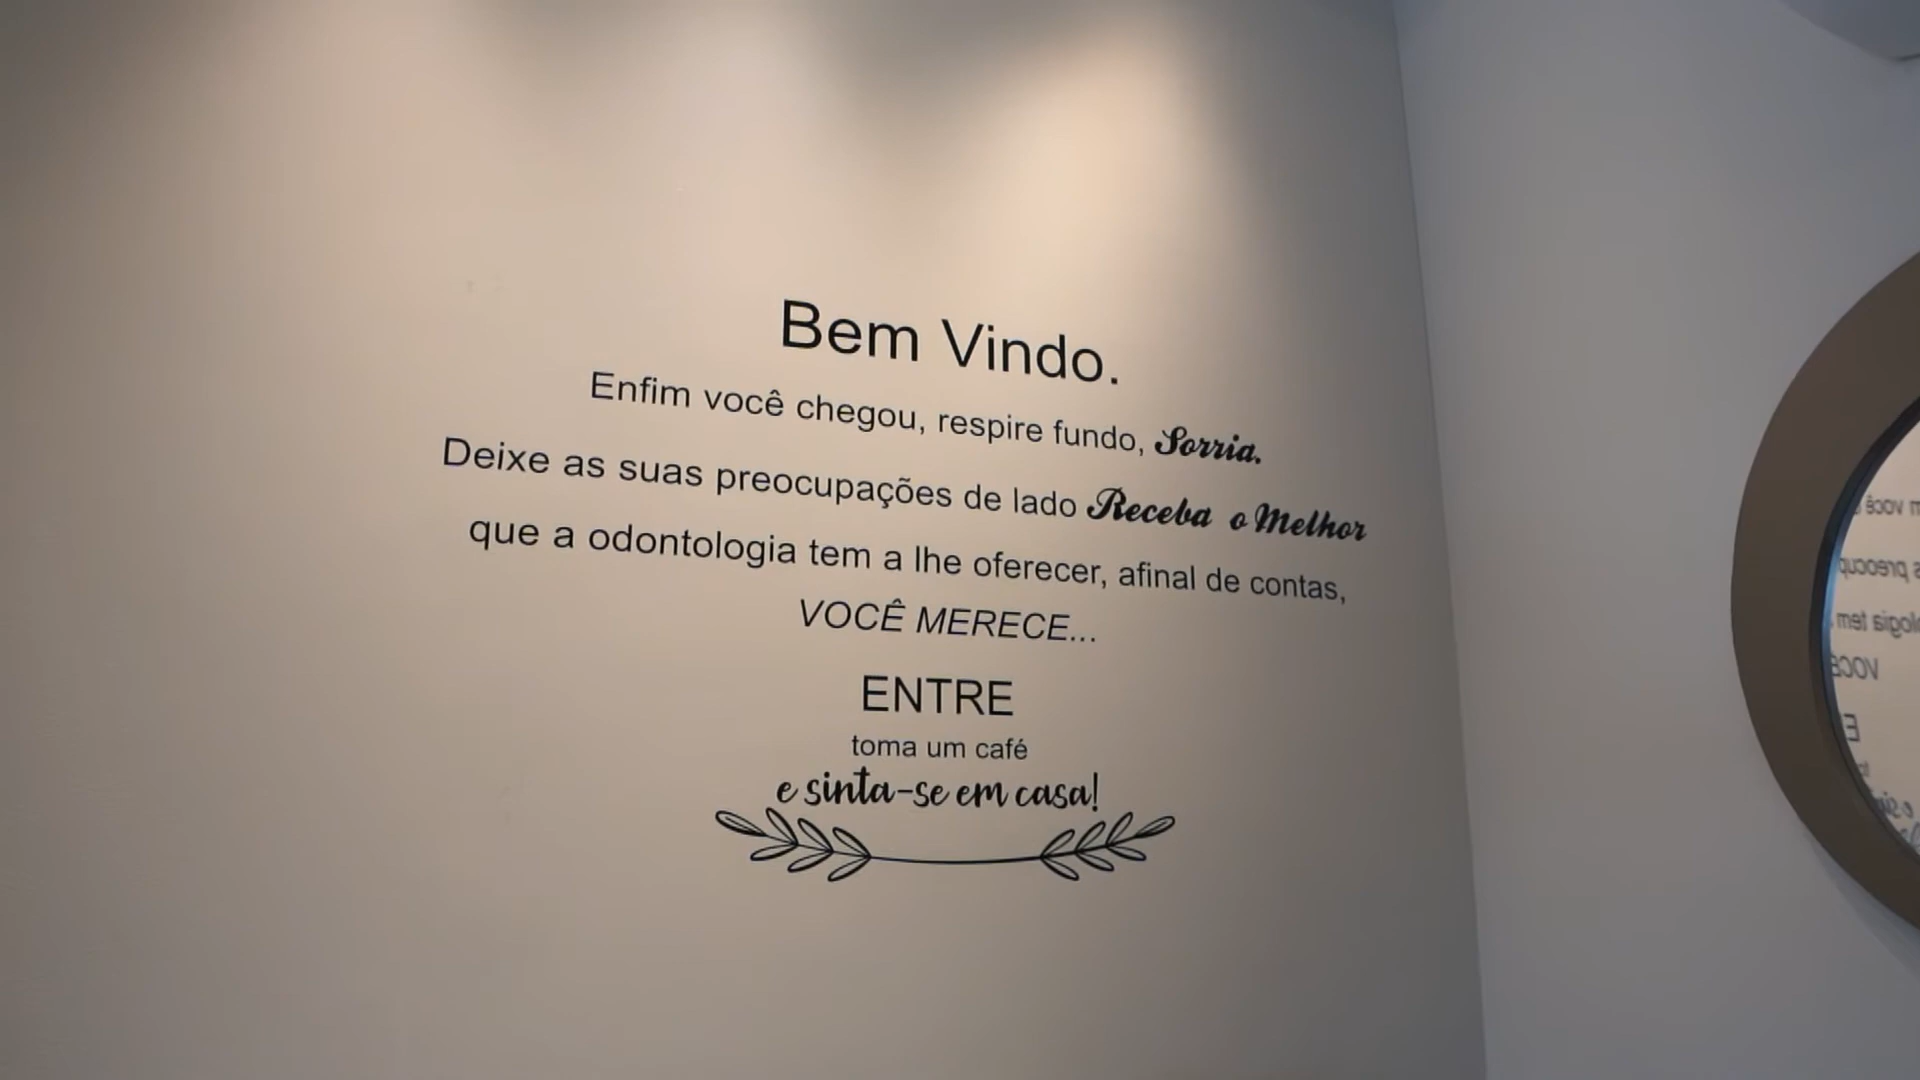 Bem Vindo.
Enfim você chegou, respire fundo, Sorria.
Deixe as suas preocupações de lado Receba o Melhor
que a odontologia tem a lhe oferecer, afinal de contas,
VOCÊ MERECE...
ENTRE
toma um café
e sinta-se em casa!